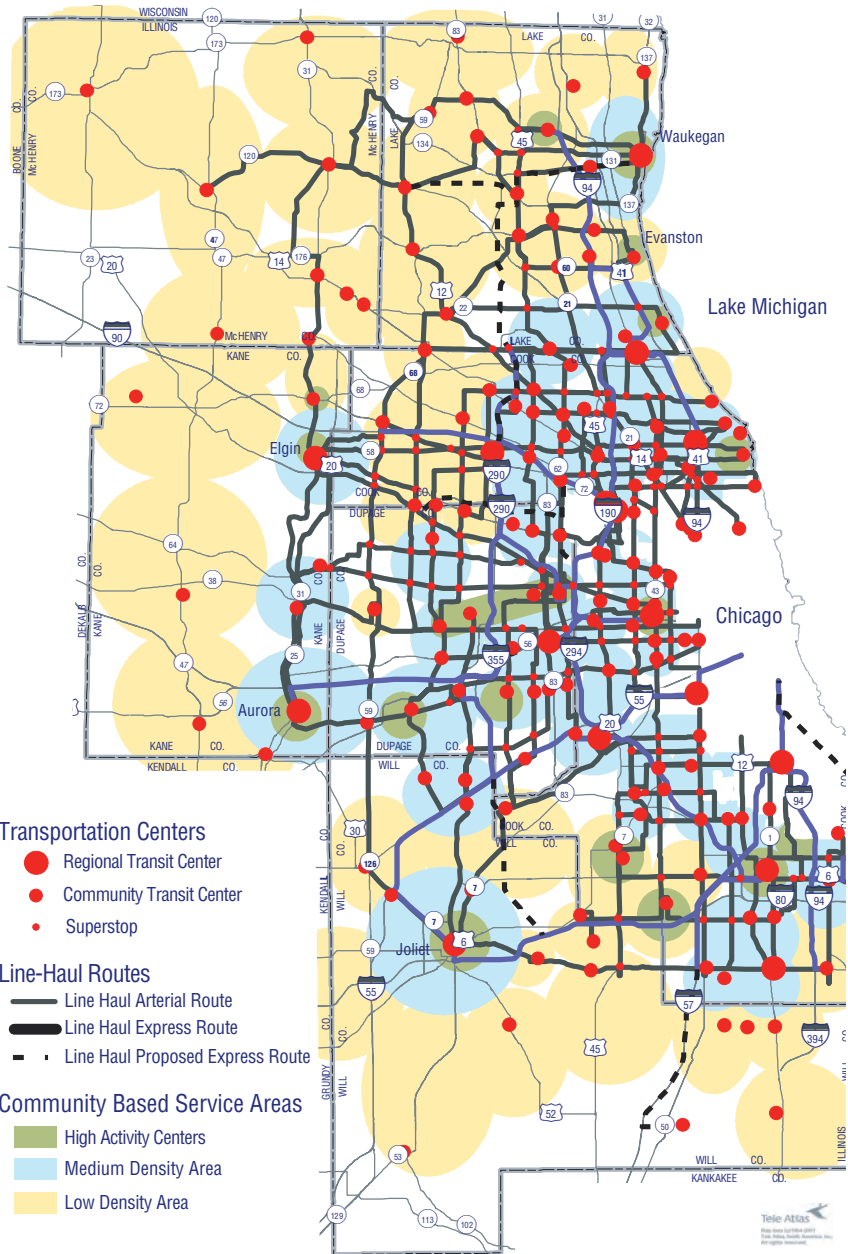 WISCONSIN
ILLINOIS
120
173
83
LAKE CO.
31
32
137
173
31
CO.
CO.
BOONE CO.
McHENRY CO.
McHENRY
LAKE
59
134
45
Waukegan
131
120
94
137
47
47
176
14
23
20
Evanston
60
41
12
22
21
Lake Michigan
90
McHENRY CO.
KANE CO.
LAKE CO.
COOK CO.
68
68
72
45
21
14
41
Elgin
20
58
290
62
72
COOK CO.
DUPAGE
290
83
190
94
64
38
31
CO.
CO.
DEKALB CO.
KANE
KANE
DUPAGE
43
Chicago
25
56
355
294
47
56
83
55
Aurora
59
20
KANE CO.
KENDALL CO.
DUPAGE CO.
WILL CO.
12
83
94
COOK CO.
30
COOK CO.
WILL CO.
7
1
6
126
7
80
94
KENDALL CO.
WILL CO.
7
6
59
Joliet
55
57
394
GRUNDY CO.
WILL CO.
45
52
50
53
WILL CO.
KANKAKEE CO.
ILLINOIS
WILL CO.
129
113
102
Transportation Centers
Regional Transit Center
Community Transit Center
Superstop
Line-Haul Routes
Line Haul Arterial Route
Line Haul Express Route
Line Haul Proposed Express Route
Community Based Service Areas
High Activity Centers
Medium Density Area
Low Density Area
Tele Atlas